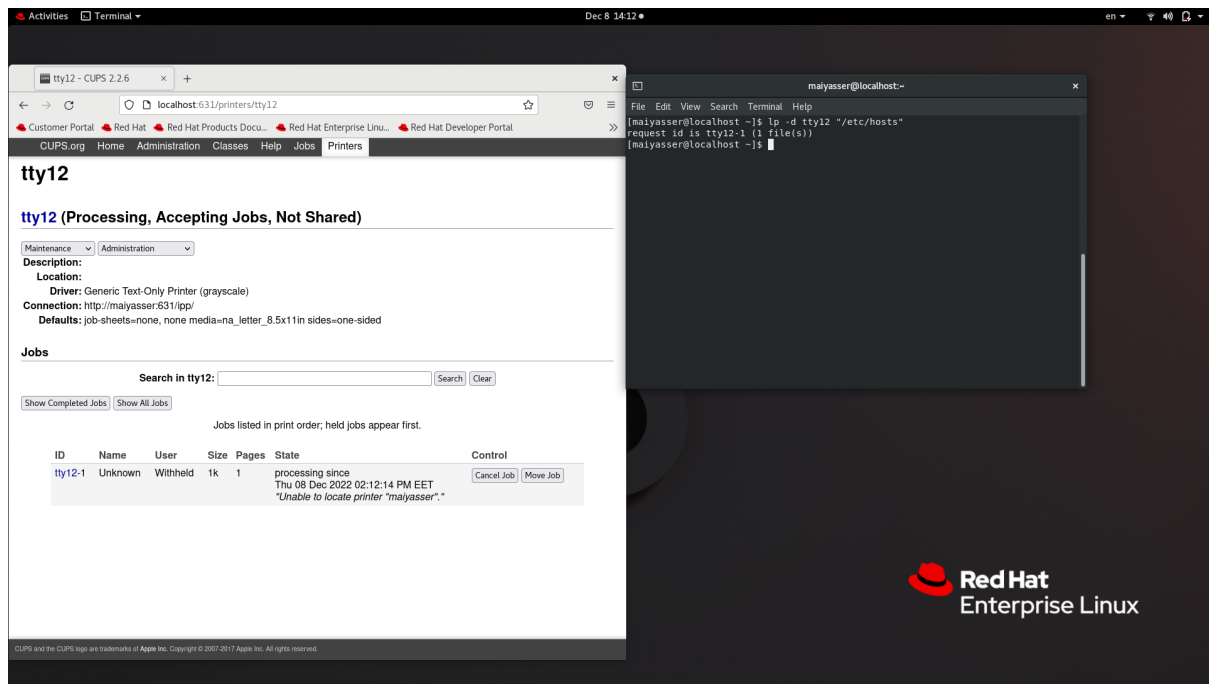 Activities Terminal Dec 8 14:12 en
tty12 - CUPS 2.2.6
localhost:631/printers/tty12
Customer Portal Red Hat Red Hat Products Docu... Red Hat Enterprise Linu... Red Hat Developer Portal
CUPS.org Home Administration Classes Help Jobs Printers
tty12
tty12 (Processing, Accepting Jobs, Not Shared)
Maintenance Administration
Description:
Location:
Driver: Generic Text-Only Printer (grayscale)
Connection: http://maiyasser:631/ipp/
Defaults: job-sheets=none, none media=na_letter_8.5x11in sides=one-sided
Jobs
Search in tty12: Search Clear
Show Completed Jobs Show All Jobs
Jobs listed in print order; held jobs appear first.
ID Name User Size Pages State Control
tty12-1 Unknown Withheld 1k 1 processing since Cancel Job Move Job
Thu 08 Dec 2022 02:12:14 PM EET
"Unable to locate printer "maiyasser"."
CUPS and the CUPS logo are trademarks of Apple Inc. Copyright © 2007-2017 Apple Inc. All rights reserved.
maiyasser@localhost:~
File Edit View Search Terminal Help
[maiyasser@localhost ~]$ lp -d tty12 "/etc/hosts"
request id is tty12-1 (1 file(s))
[maiyasser@localhost ~]$
Red Hat
Enterprise Linux